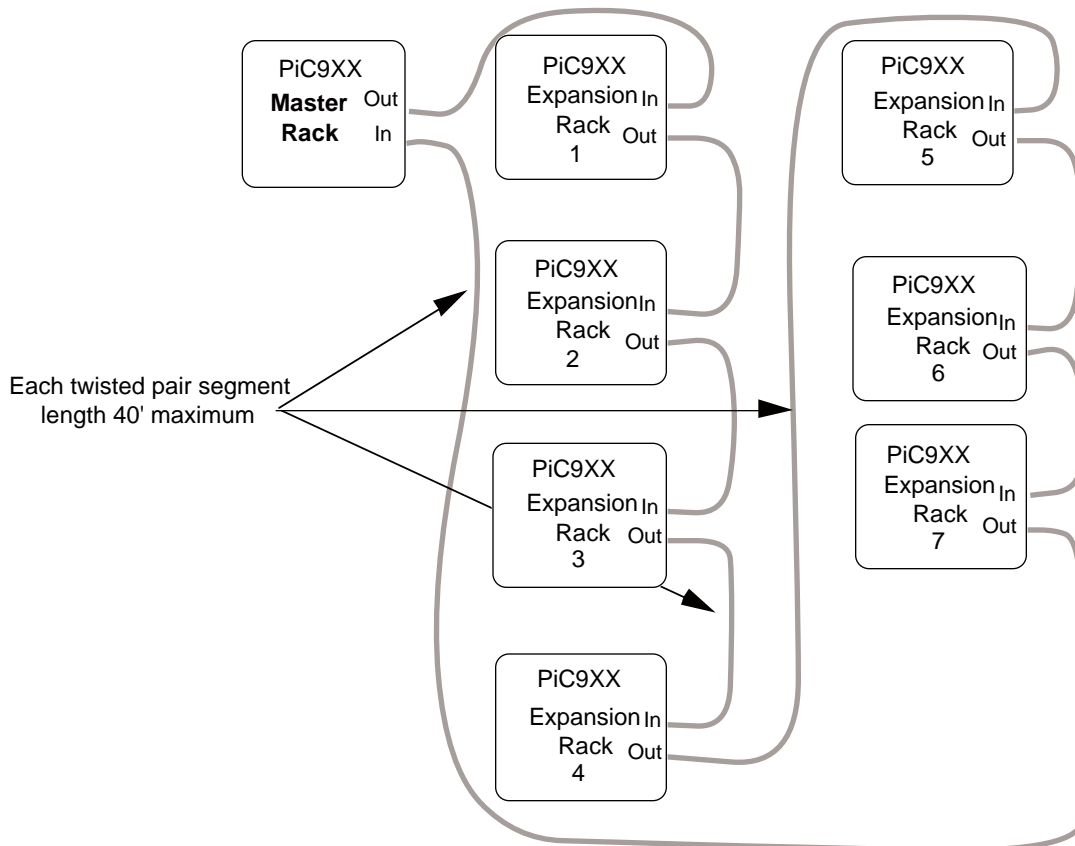 PiC9XX
Master Out
Rack In
PiC9XX
Expansion In
Rack Out
1
PiC9XX
Expansion In
Rack Out
2
PiC9XX
Expansion In
Rack Out
3
PiC9XX
Expansion In
Rack Out
4
PiC9XX
Expansion In
Rack Out
5
PiC9XX
Expansion In
Rack Out
6
PiC9XX
Expansion In
Rack Out
7
Each twisted pair segment
length 40' maximum